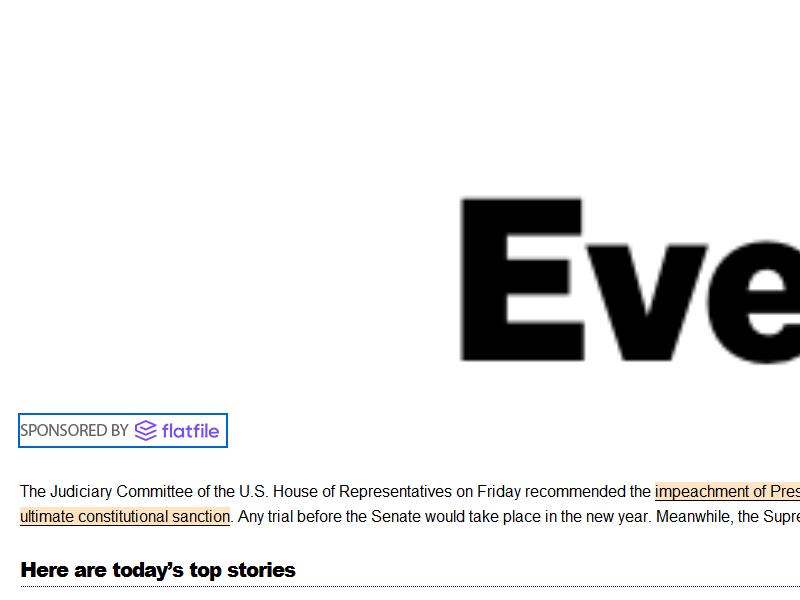 Eve
SPONSORED BY flatfile
The Judiciary Committee of the U.S. House of Representatives on Friday recommended the impeachment of Pres
ultimate constitutional sanction. Any trial before the Senate would take place in the new year. Meanwhile, the Supre
Here are today’s top stories